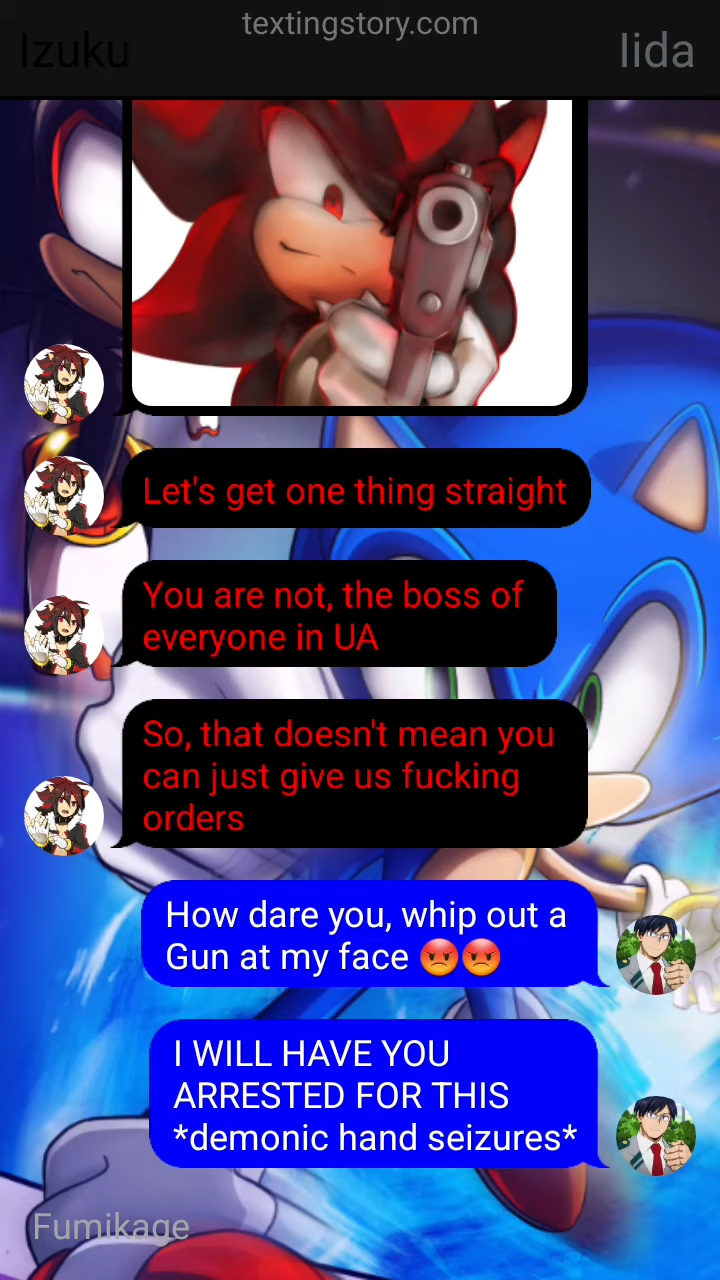 textingstory.com
Izuku
Iida
Let's get one thing straight
You are not, the boss of
everyone in UA
So, that doesn't mean you
can just give us fucking
orders
How dare you, whip out a
Gun at my face 😡😡
I WILL HAVE YOU
ARRESTED FOR THIS
*demonic hand seizures*
Fumikage